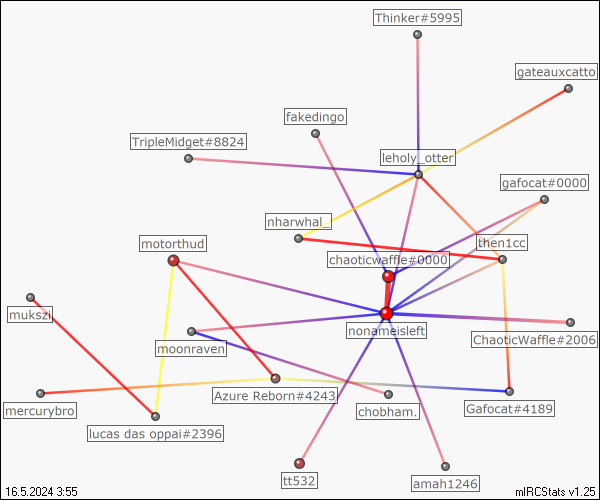 Thinker#5995
gateauxcatto
fakedingo
TripleMidget#8824
leholy_otter
gafocat#0000
nharwhal_
motorthud
then1cc
chaoticwaffle#0000
mukszi
nonameisleft
ChaoticWaffle#2006
moonraven
Azure Reborn#4243
mercurybro
chobham.
Gafocat#4189
lucas das oppai#2396
tt532
amah1246
16.5.2024 3:55
mIRCStats v1.25